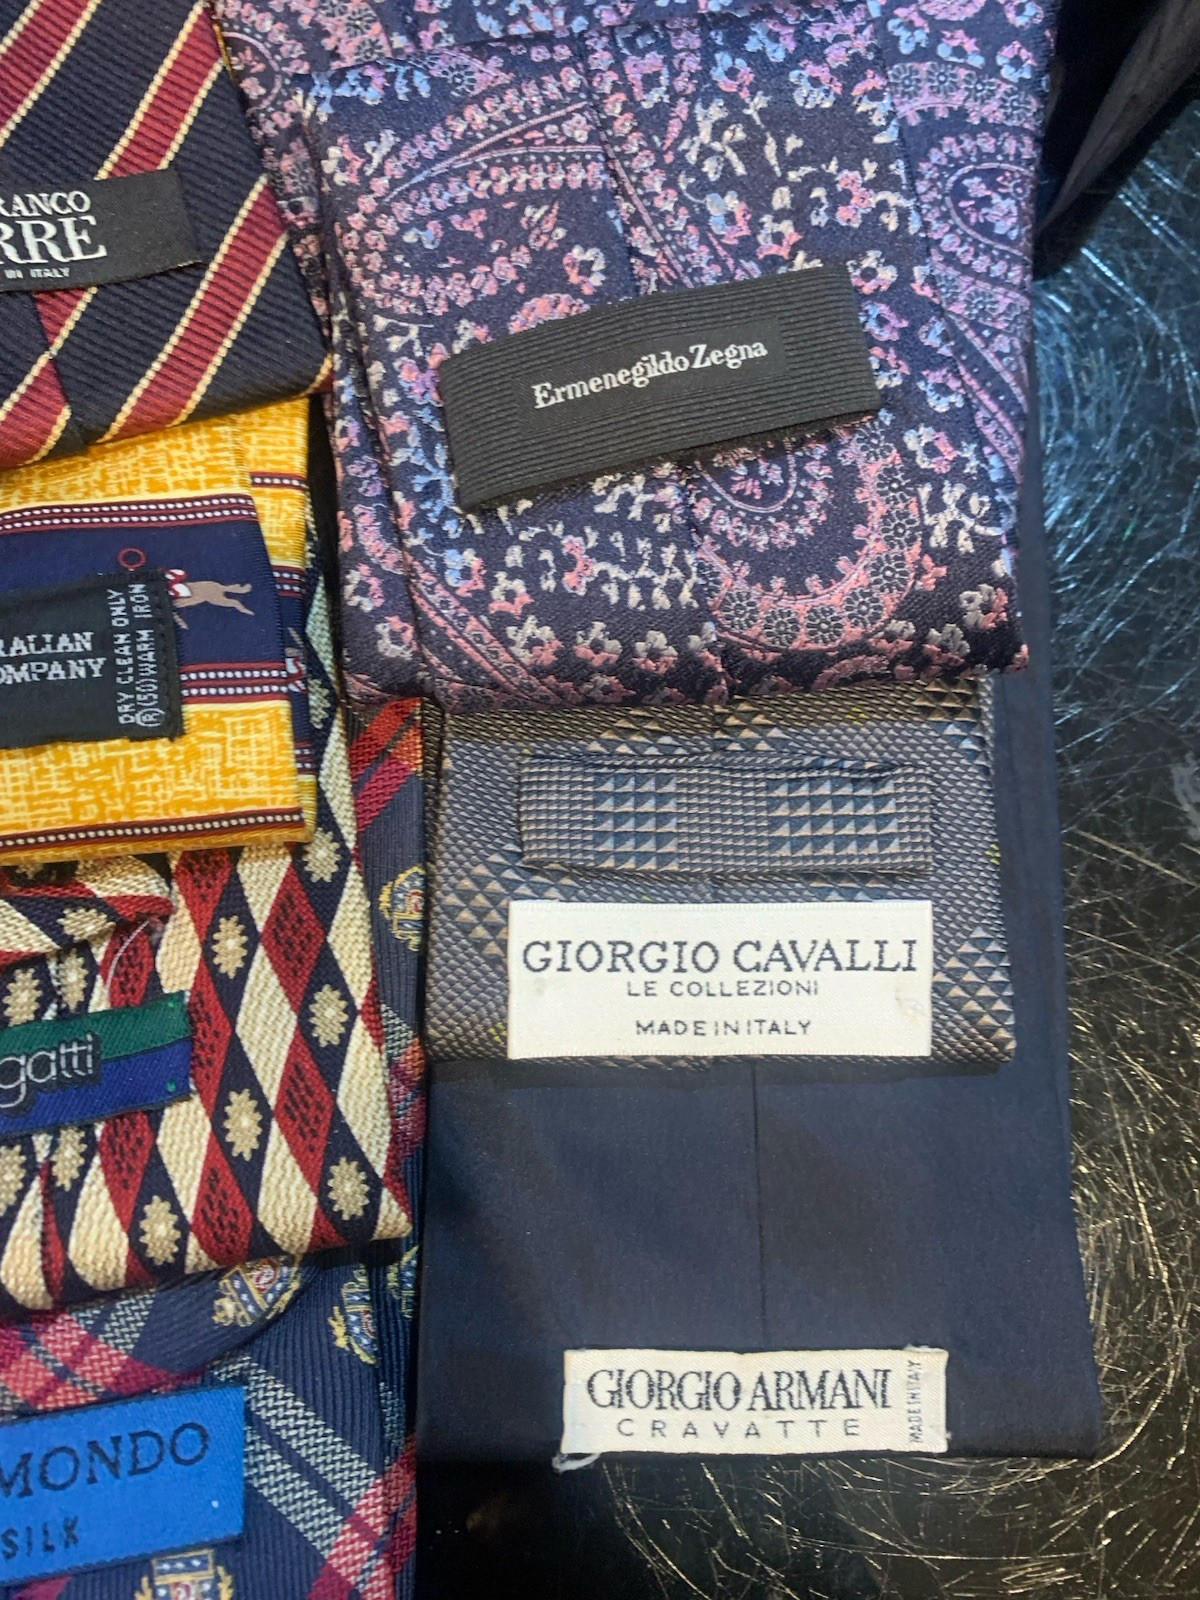 RANCO
RRE
IN ITALY
Ermenegildo Zegna
RALIAN
OMPANY
DRY CLEAN ONLY
(R)(50)WARM IRON
GIORGIO CAVALLI
LE COLLEZIONI
MADE IN ITALY
gatti
GIORGIO ARMANI
CRAVATTE
MADE IN ITALY
MONDO
SILK